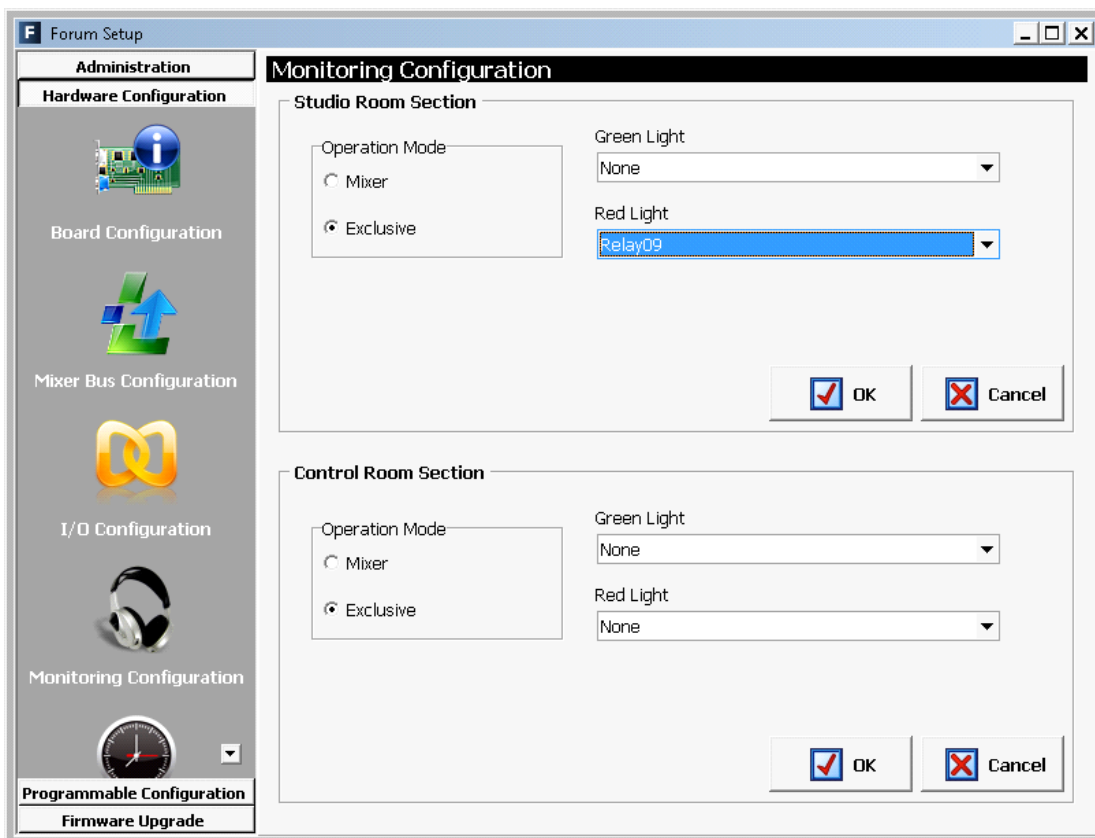 F Forum Setup
Administration
Hardware Configuration
Board Configuration
Mixer Bus Configuration
I/O Configuration
Monitoring Configuration
Programmable Configuration
Firmware Upgrade
Monitoring Configuration
Studio Room Section
Operation Mode
Mixer
Exclusive
Green Light
None
Red Light
Relay09
OK
Cancel
Control Room Section
Operation Mode
Mixer
Exclusive
Green Light
None
Red Light
None
OK
Cancel